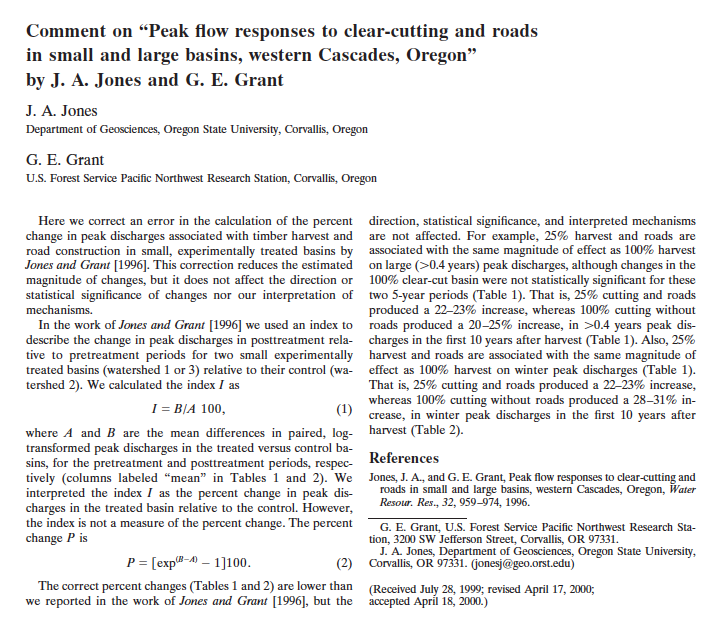 Comment on “Peak flow responses to clear-cutting and roads
in small and large basins, western Cascades, Oregon”
by J. A. Jones and G. E. Grant
J. A. Jones
Department of Geosciences, Oregon State University, Corvallis, Oregon
G. E. Grant
U.S. Forest Service Pacific Northwest Research Station, Corvallis, Oregon
Here we correct an error in the calculation of the percent
change in peak discharges associated with timber harvest and
road construction in small, experimentally treated basins by
Jones and Grant [1996]. This correction reduces the estimated
magnitude of changes, but it does not affect the direction or
statistical significance of changes nor our interpretation of
mechanisms.
In the work of Jones and Grant [1996] we used an index to
describe the change in peak discharges in posttreatment rela-
tive to pretreatment periods for two small experimentally
treated basins (watershed 1 or 3) relative to their control (wa-
tershed 2). We calculated the index I as
I = B/A 100, (1)
where A and B are the mean differences in paired, log-
transformed peak discharges in the treated versus control ba-
sins, for the pretreatment and posttreatment periods, respec-
tively (columns labeled “mean” in Tables 1 and 2). We
interpreted the index I as the percent change in peak dis-
charges in the treated basin relative to the control. However,
the index is not a measure of the percent change. The percent
change P is
P = [exp(B−A) − 1]100. (2)
The correct percent changes (Tables 1 and 2) are lower than
we reported in the work of Jones and Grant [1996], but the
direction, statistical significance, and interpreted mechanisms
are not affected. For example, 25% harvest and roads are
associated with the same magnitude of effect as 100% harvest
on large (>0.4 years) peak discharges, although changes in the
100% clear-cut basin were not statistically significant for these
two 5-year periods (Table 1). That is, 25% cutting and roads
produced a 22–23% increase, whereas 100% cutting without
roads produced a 20–25% increase, in >0.4 years peak dis-
charges in the first 10 years after harvest (Table 1). Also, 25%
harvest and roads are associated with the same magnitude of
effect as 100% harvest on winter peak discharges (Table 1).
That is, 25% cutting and roads produced a 22–23% increase,
whereas 100% cutting without roads produced a 28–31% in-
crease, in winter peak discharges in the first 10 years after
harvest (Table 2).
References
Jones, J. A., and G. E. Grant, Peak flow responses to clear-cutting and
roads in small and large basins, western Cascades, Oregon, Water
Resour. Res., 32, 959–974, 1996.
G. E. Grant, U.S. Forest Service Pacific Northwest Research Sta-
tion, 3200 SW Jefferson Street, Corvallis, OR 97331.
J. A. Jones, Department of Geosciences, Oregon State University,
Corvallis, OR 97331. (jonesj@geo.orst.edu)
(Received July 28, 1999; revised April 17, 2000;
accepted April 18, 2000.)